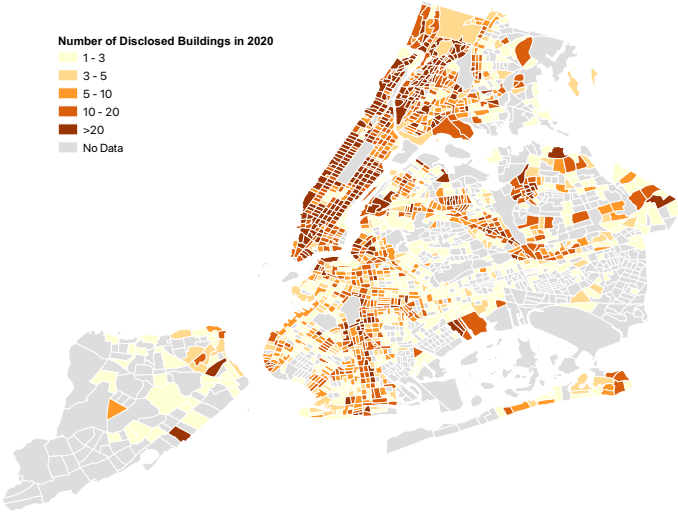 Number of Disclosed Buildings in 2020
1 - 3
3 - 5
5 - 10
10 - 20
>20
No Data